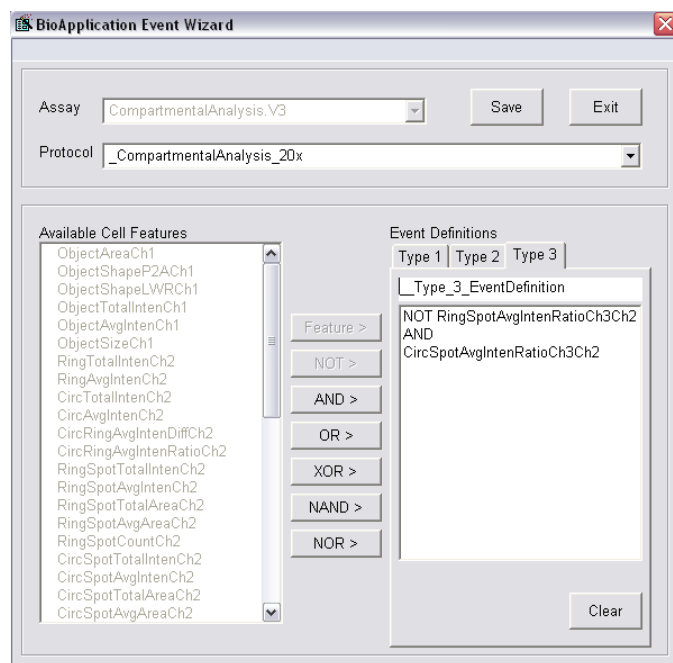 BioApplication Event Wizard
Assay
CompartmentalAnalysis.V3
Save
Exit
Protocol
_CompartmentalAnalysis_20x
Available Cell Features
ObjectAreaCh1
ObjectShapeP2ACh1
ObjectShapeLWRCh1
ObjectTotalIntenCh1
ObjectAvgIntenCh1
ObjectSizeCh1
RingTotalIntenCh2
RingAvgIntenCh2
CircTotalIntenCh2
CircAvgIntenCh2
CircRingAvgIntenDiffCh2
CircRingAvgIntenRatioCh2
RingSpotTotalIntenCh2
RingSpotAvgIntenCh2
RingSpotTotalAreaCh2
RingSpotAvgAreaCh2
RingSpotCountCh2
CircSpotTotalIntenCh2
CircSpotAvgIntenCh2
CircSpotTotalAreaCh2
CircSpotAvgAreaCh2
Feature >
NOT >
AND >
OR >
XOR >
NAND >
NOR >
Event Definitions
Type 1 Type 2 Type 3
__Type_3_EventDefinition
NOT RingSpotAvgIntenRatioCh3Ch2
AND
CircSpotAvgIntenRatioCh3Ch2
Clear